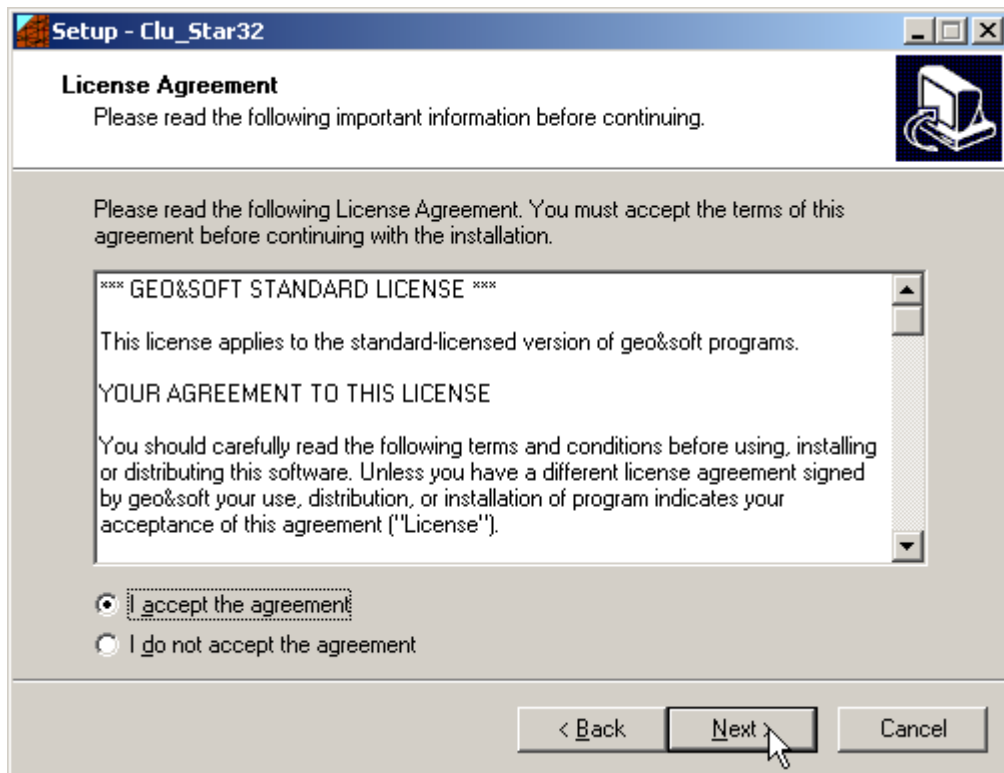 Setup - Clu_Star32
License Agreement
Please read the following important information before continuing.
Please read the following License Agreement. You must accept the terms of this
agreement before continuing with the installation.
*** GEO&SOFT STANDARD LICENSE ***
This license applies to the standard-licensed version of geo&soft programs.
YOUR AGREEMENT TO THIS LICENSE
You should carefully read the following terms and conditions before using, installing
or distributing this software. Unless you have a different license agreement signed
by geo&soft your use, distribution, or installation of program indicates your
acceptance of this agreement ("License").
I accept the agreement
I do not accept the agreement
< Back Next > Cancel